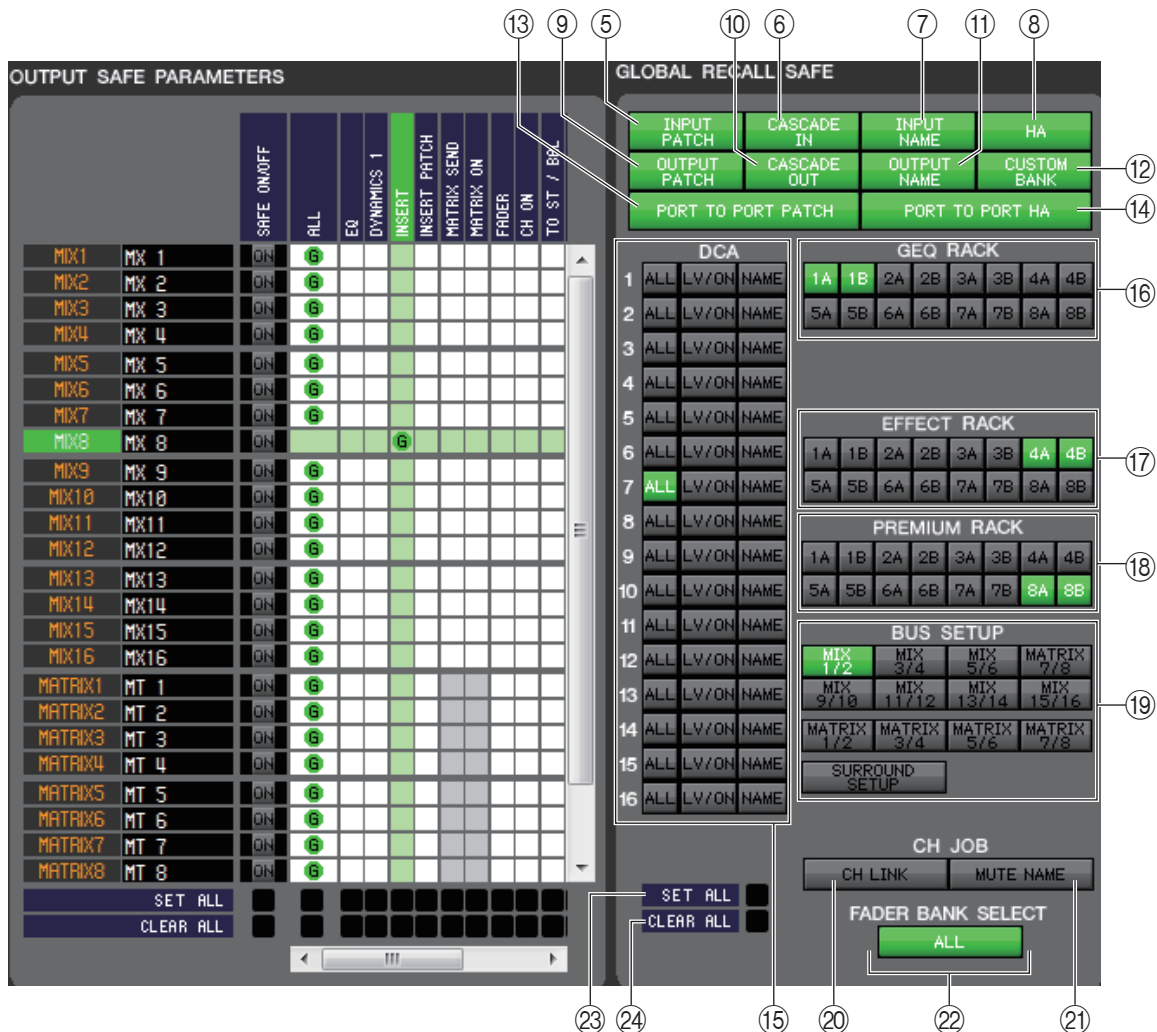 ⑬ ⑨ ⑤ ⑩ ⑥ ⑦ ⑪ ⑧
OUTPUT SAFE PARAMETERS
SAFE ON/OFF
ALL
EQ
DYNAMICS 1
INSERT
INSERT PATCH
MATRIX SEND
MATRIX ON
FADER
CH ON
TO ST / BAL
MIX1 MX 1 ON G
MIX2 MX 2 ON G
MIX3 MX 3 ON G
MIX4 MX 4 ON G
MIX5 MX 5 ON G
MIX6 MX 6 ON G
MIX7 MX 7 ON G
MIX8 MX 8 ON G
MIX9 MX 9 ON G
MIX10 MX10 ON G
MIX11 MX11 ON G
MIX12 MX12 ON G
MIX13 MX13 ON G
MIX14 MX14 ON G
MIX15 MX15 ON G
MIX16 MX16 ON G
MATRIX1 MT 1 ON G
MATRIX2 MT 2 ON G
MATRIX3 MT 3 ON G
MATRIX4 MT 4 ON G
MATRIX5 MT 5 ON G
MATRIX6 MT 6 ON G
MATRIX7 MT 7 ON G
MATRIX8 MT 8 ON G
SET ALL
CLEAR ALL
GLOBAL RECALL SAFE
INPUT PATCH CASCADE IN INPUT NAME HA
OUTPUT PATCH CASCADE OUT OUTPUT NAME CUSTOM BANK ⑫
PORT TO PORT PATCH PORT TO PORT HA ⑭
DCA
1 ALL LV/ON NAME
2 ALL LV/ON NAME
3 ALL LV/ON NAME
4 ALL LV/ON NAME
5 ALL LV/ON NAME
6 ALL LV/ON NAME
7 ALL LV/ON NAME
8 ALL LV/ON NAME
9 ALL LV/ON NAME
10 ALL LV/ON NAME
11 ALL LV/ON NAME
12 ALL LV/ON NAME
13 ALL LV/ON NAME
14 ALL LV/ON NAME
15 ALL LV/ON NAME
16 ALL LV/ON NAME
SET ALL
CLEAR ALL
GEQ RACK
1A 1B 2A 2B 3A 3B 4A 4B ⑯
5A 5B 6A 6B 7A 7B 8A 8B
EFFECT RACK
1A 1B 2A 2B 3A 3B 4A 4B ⑰
5A 5B 6A 6B 7A 7B 8A 8B
PREMIUM RACK
1A 1B 2A 2B 3A 3B 4A 4B ⑱
5A 5B 6A 6B 7A 7B 8A 8B
BUS SETUP
MIX 1/2 MIX 3/4 MIX 5/6 MATRIX 7/8
MIX 9/10 MIX 11/12 MIX 13/14 MIX 15/16 ⑲
MATRIX 1/2 MATRIX 3/4 MATRIX 5/6 MATRIX 7/8
SURROUND SETUP
CH JOB
CH LINK MUTE NAME
FADER BANK SELECT
ALL
㉓ ㉔ ⑮ ⑳ ㉒ ㉑